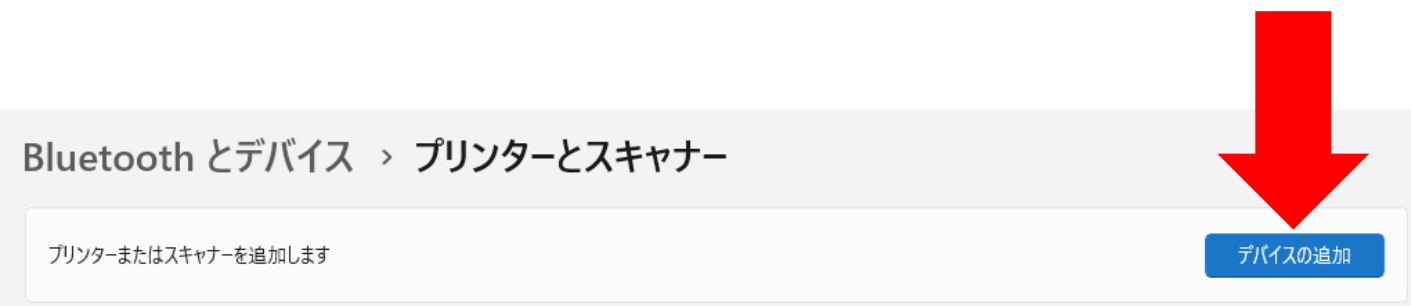 Bluetooth とデバイス › プリンターとスキャナー
プリンターまたはスキャナーを追加します
デバイスの追加